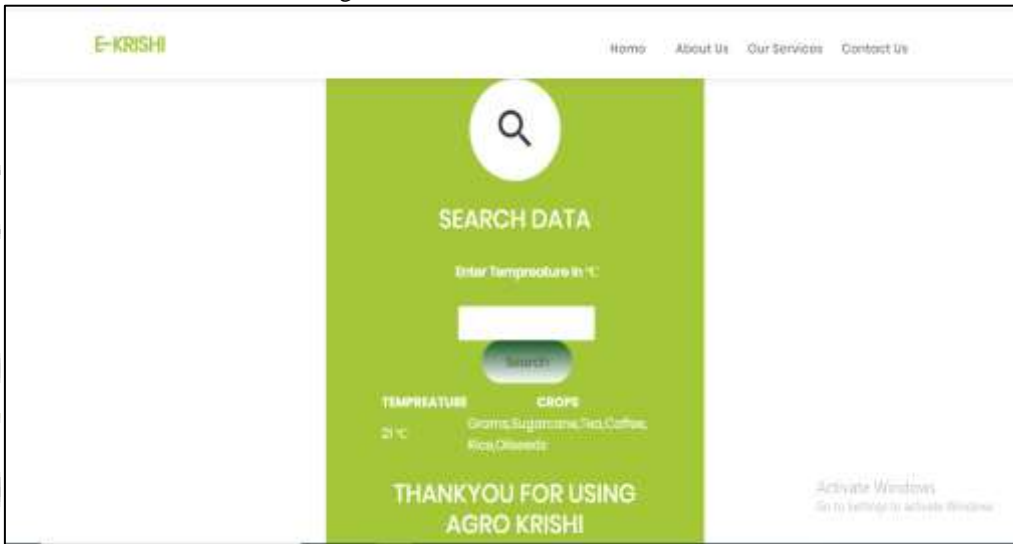 E-KRISHI
Home About Us Our Services Contact Us
SEARCH DATA
Enter Tempreature in °C
Search
TEMPREATURE CROPS
21 °C Grams,Sugarcane,Tea,Coffee,
Rice,Oilseeds
THANKYOU FOR USING
AGRO KRISHI
Activate Windows
Go to Settings to activate Windows.